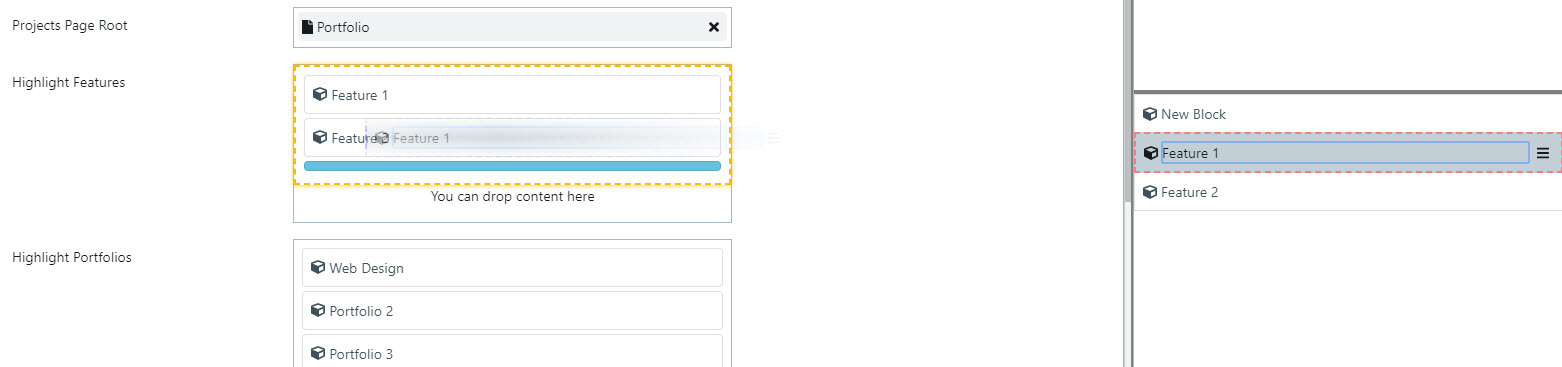 Projects Page Root
Portfolio
Highlight Features
Feature 1
Feature 2
Feature 1
You can drop content here
Highlight Portfolios
Web Design
Portfolio 2
Portfolio 3
New Block
Feature 1
Feature 2